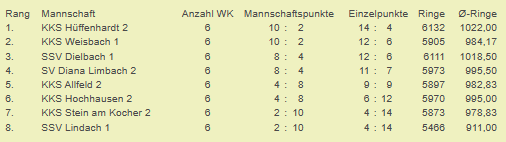 Rang Mannschaft Anzahl WK Mannschaftspunkte Einzelpunkte Ringe Ø-Ringe
1. KKS Hüffenhardt 2 6 10 : 2 14 : 4 6132 1022,00
2. KKS Weisbach 1 6 10 : 2 12 : 6 5905 984,17
3. SSV Dielbach 1 6 8 : 4 12 : 6 6111 1018,50
4. SV Diana Limbach 2 6 8 : 4 11 : 7 5973 995,50
5. KKS Allfeld 2 6 4 : 8 9 : 9 5897 982,83
6. KKS Hochhausen 2 6 4 : 8 6 : 12 5970 995,00
7. KKS Stein am Kocher 2 6 2 : 10 4 : 14 5873 978,83
8. SSV Lindach 1 6 2 : 10 4 : 14 5466 911,00